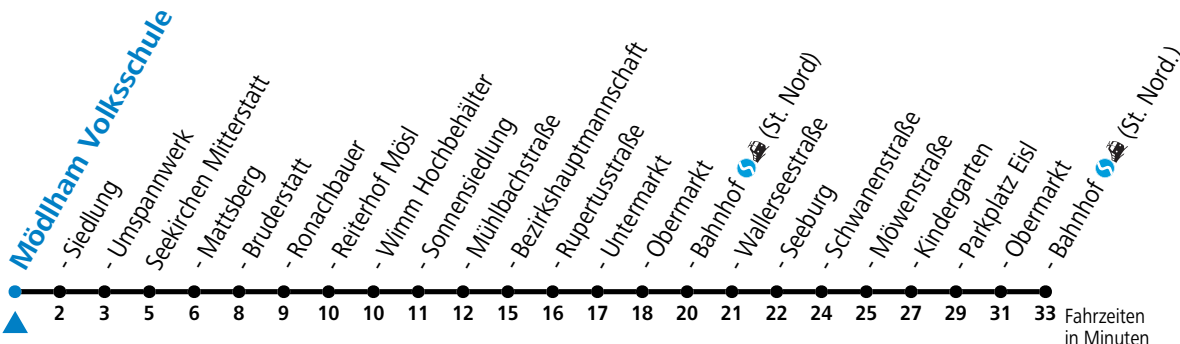 Mödlham Volksschule
- Siedlung
- Umspannwerk
Seekirchen Mitterstatt
- Mattsberg
- Bruderstatt
- Ronachbauer
- Reiterhof Mösl
- Wimm Hochbehälter
- Sonnensiedlung
- Mühlbachstraße
- Bezirkshauptmannschaft
- Rupertusstraße
- Untermarkt
- Obermarkt
- Bahnhof (St. Nord)
- Wallerseestraße
- Seeburg
- Schwanenstraße
- Möwenstraße
- Kindergarten
- Parkplatz Eisl
- Obermarkt
- Bahnhof (St. Nord.)
2 3 5 6 8 9 10 10 11 12 15 16 17 18 20 21 22 24 25 27 29 31 33 Fahrzeiten
in Minuten